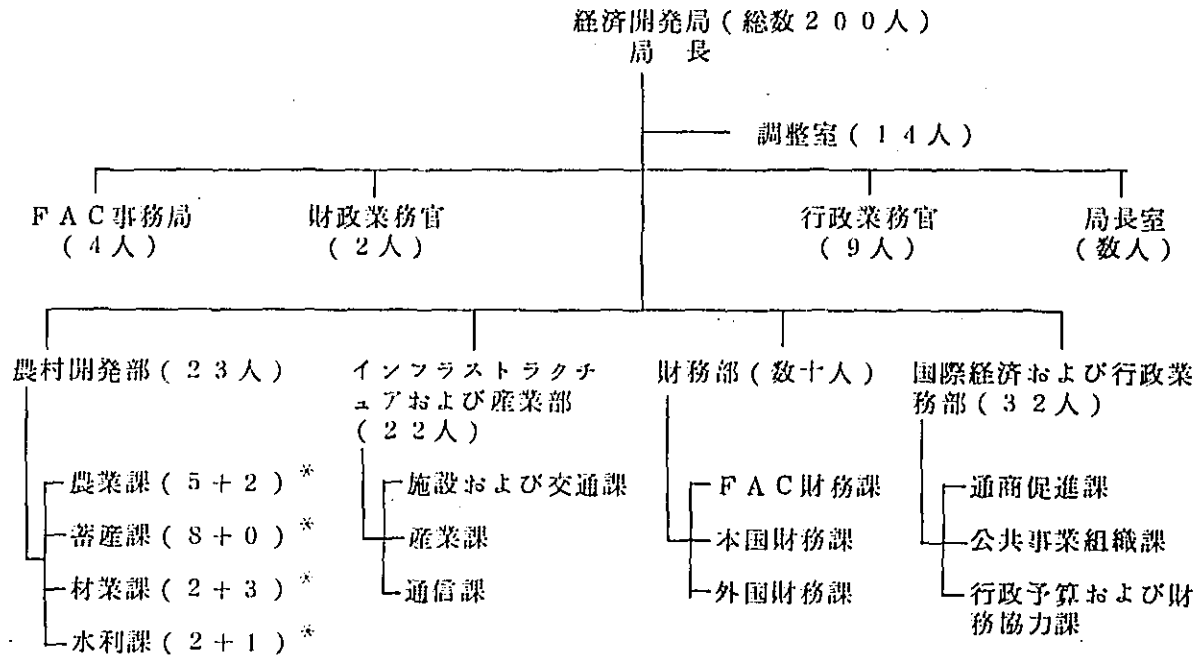 経済開発局(総数200人)
局 長
調整室(14人)
FAC事務局
(4人)
財政業務官
(2人)
行政業務官
(9人)
局長室
(数人)
農村開発部(23人)
農業課(5+2)*
畜産課(8+0)*
材業課(2+3)*
水利課(2+1)*
インフラストラクチ
ュアおよび産業部
(22人)
施設および交通課
産業課
通信課
財務部(数十人)
FAC財務課
本国財務課
外国財務課
国際経済および行政業
務部(32人)
通商促進課
公共事業組織課
行政予算および財
務協力課